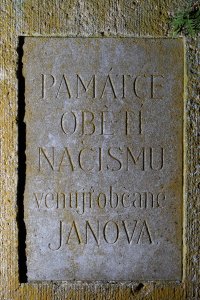 PAMÁTCE
OBĚTÍ
NACISMU
věnují občané
JANOVA